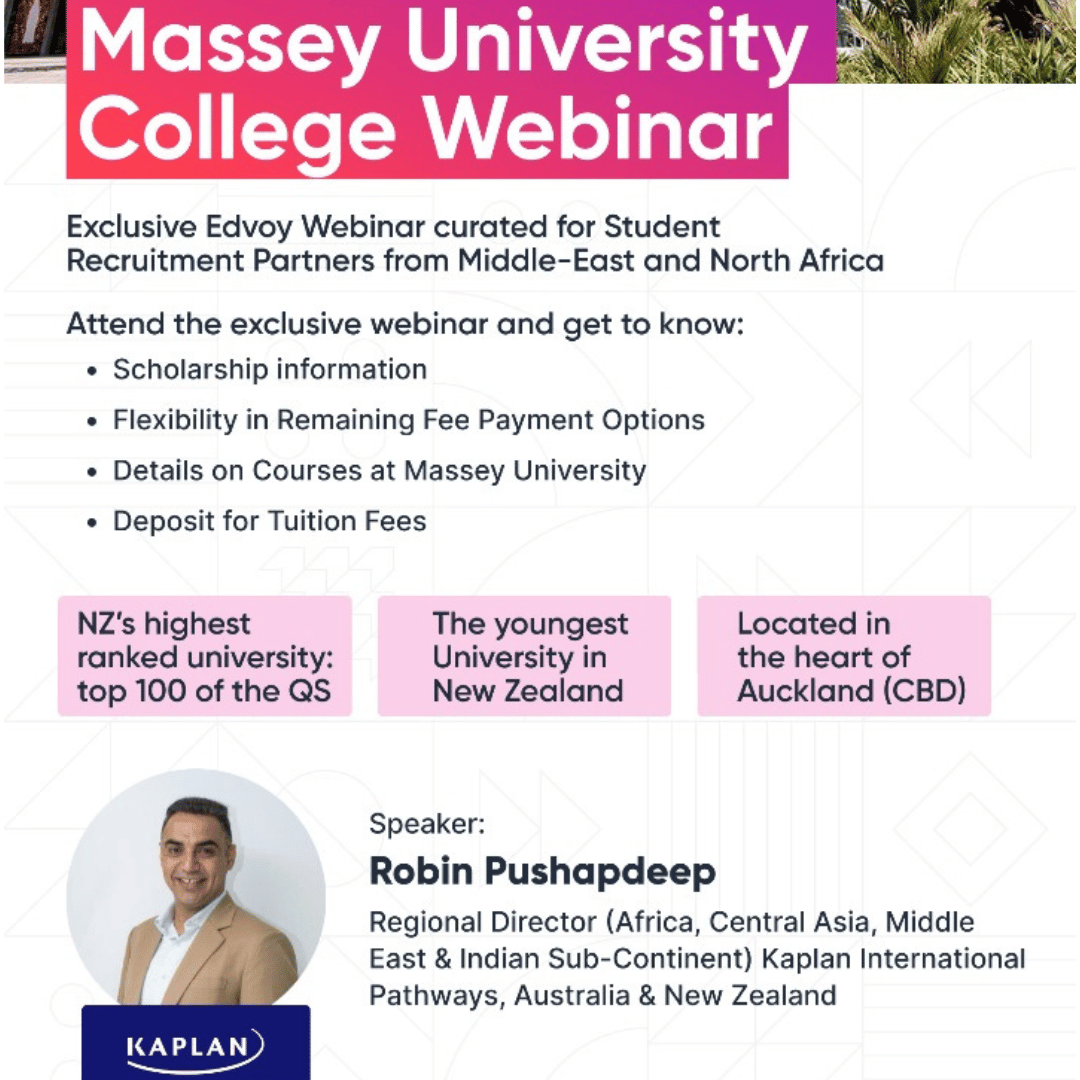 Massey University
College Webinar
Exclusive Edvoy Webinar curated for Student
Recruitment Partners from Middle-East and North Africa
Attend the exclusive webinar and get to know:
• Scholarship information
• Flexibility in Remaining Fee Payment Options
• Details on Courses at Massey University
• Deposit for Tuition Fees
NZ's highest
ranked university:
top 100 of the QS
The youngest
University in
New Zealand
Located in
the heart of
Auckland (CBD)
Speaker:
Robin Pushapdeep
Regional Director (Africa, Central Asia, Middle
East & Indian Sub-Continent) Kaplan International
Pathways, Australia & New Zealand
KAPLAN